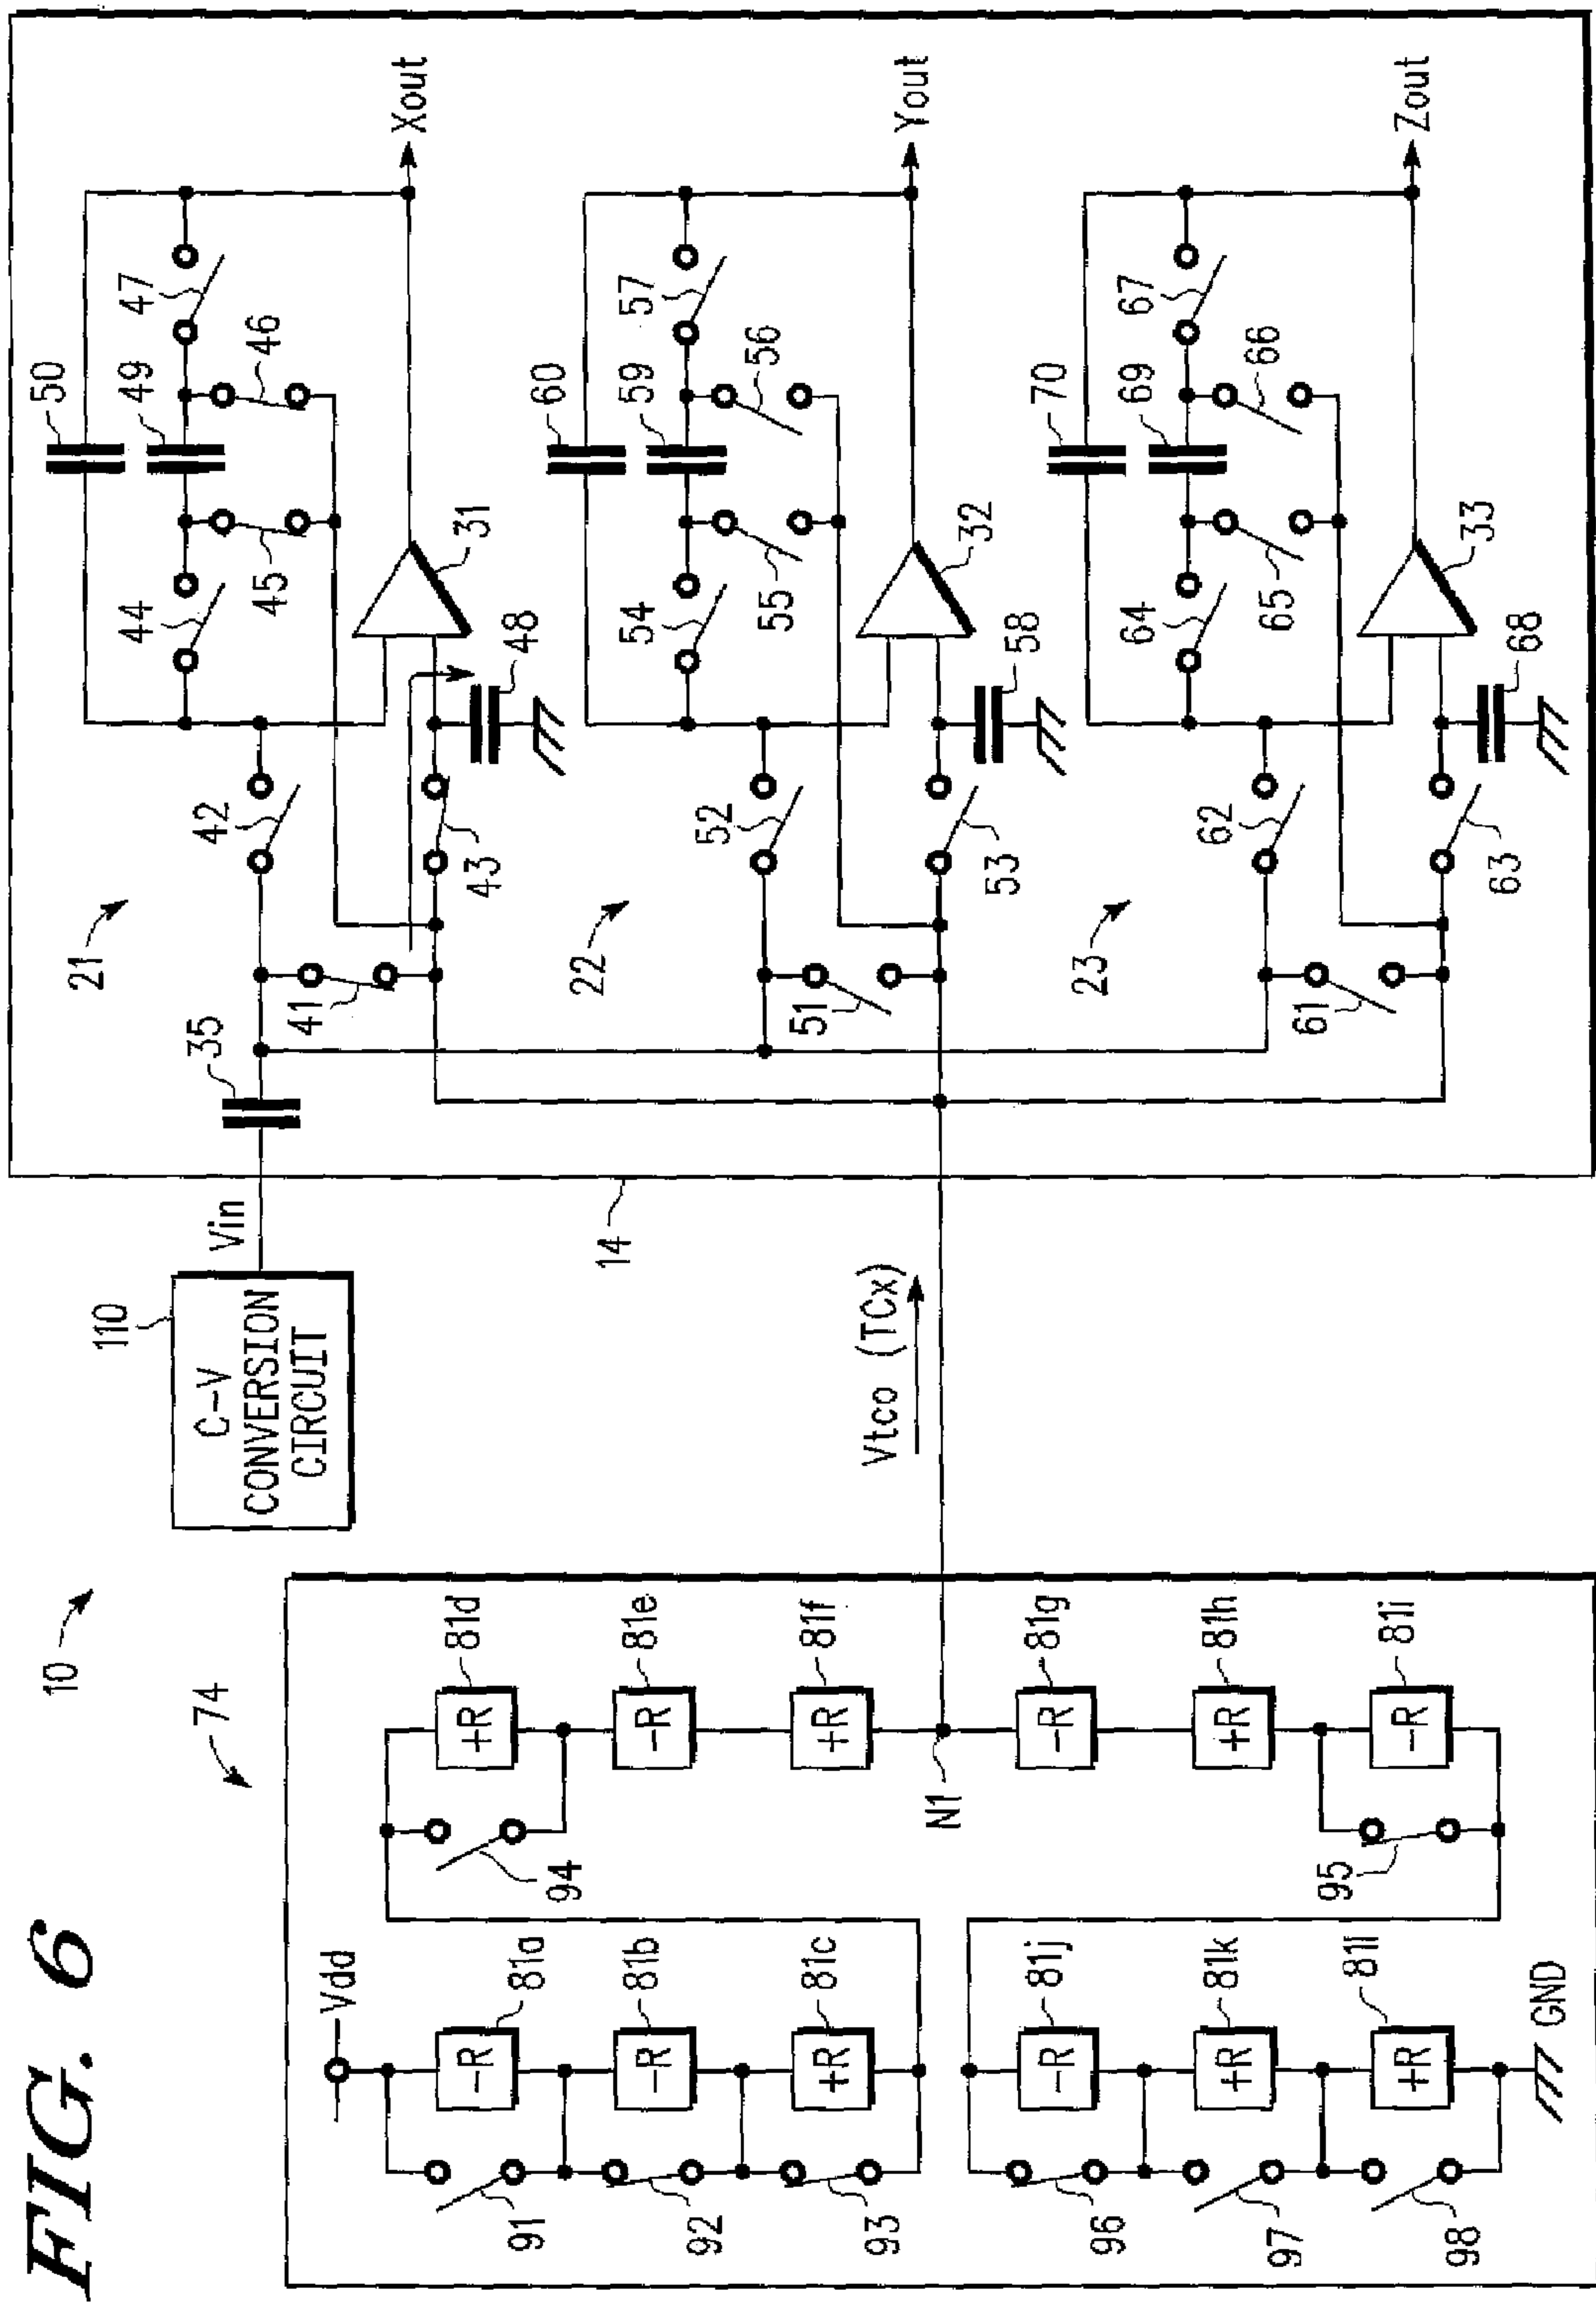 FIG. 6
10
74
Vdd
91
81a
92
81b
93
81c
94
81d
81e
81f
N1
81g
81h
95
81i
96
81j
97
81k
98
81l
GND
-R
-R
+R
+R
-R
+R
-R
+R
-R
-R
+R
+R
110
C-V
CONVERSION
CIRCUIT
Vin
Vtco (TCx)
14
35
21
41
42
43
44
45
46
47
48
49
50
31
Xout
22
51
52
53
54
55
56
57
58
59
60
32
Yout
23
61
62
63
64
65
66
67
68
69
70
33
Zout